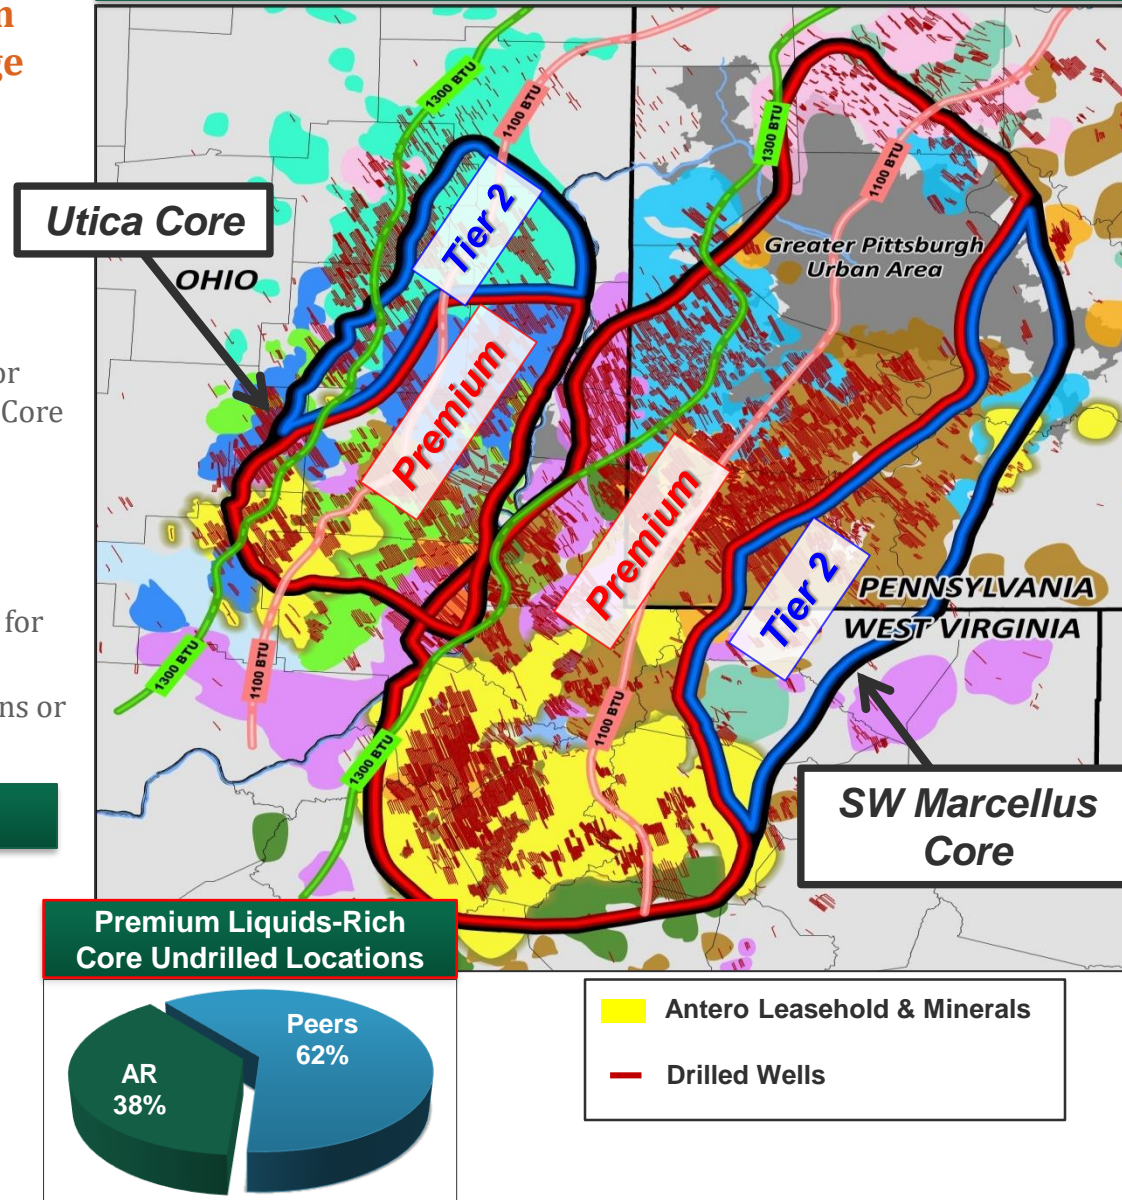 n
ge
or
Core
for
ns or
1300 BTU
1100 BTU
1300 BTU
1100 BTU
Utica Core
OHIO
Tier 2
Greater Pittsburgh
Urban Area
Premium
Premium
Tier 2
PENNSYLVANIA
WEST VIRGINIA
1300 BTU
1100 BTU
1300 BTU
1100 BTU
SW Marcellus
Core
Premium Liquids-Rich
Core Undrilled Locations
Peers
62%
AR
38%
Antero Leasehold & Minerals
Drilled Wells